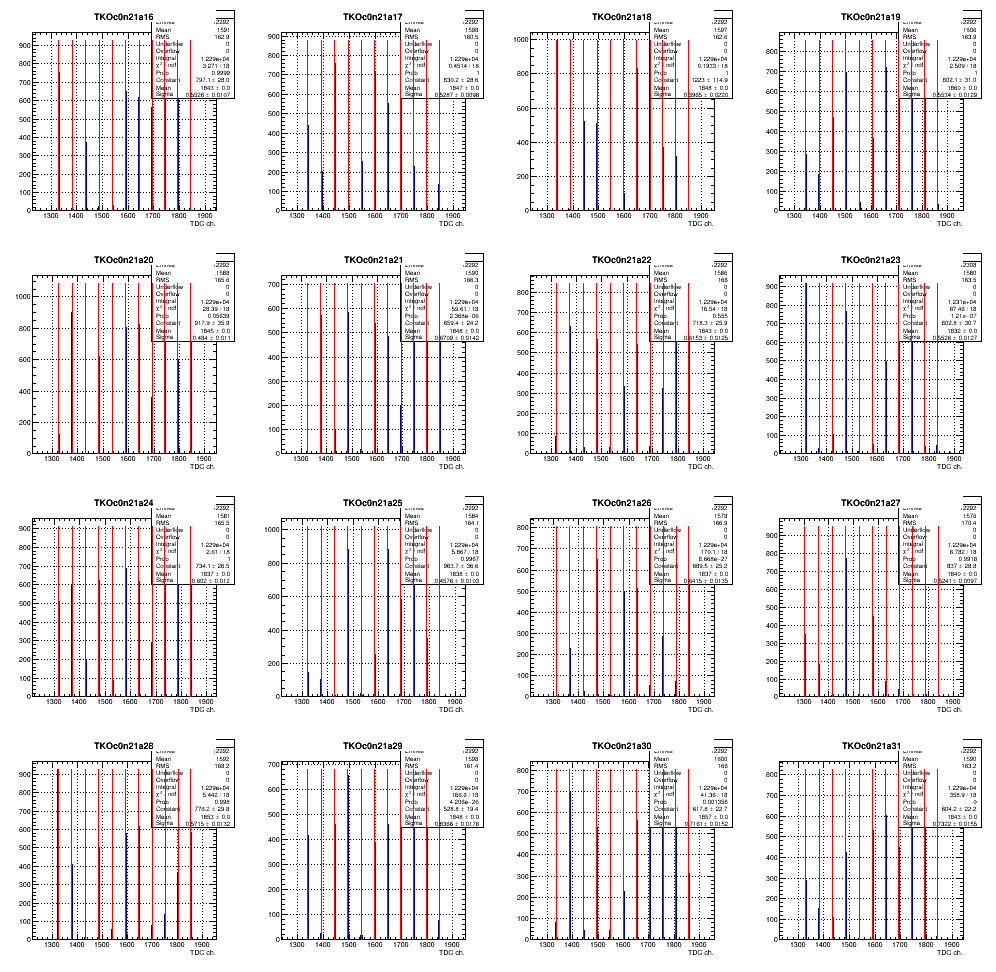 TKOc0n21a16
Mean 1591
RMS 162.9
Underflow 0
Overflow 0
Integral 1.229e+04
χ² / ndf 3.271 / 18
Prob 0.9999
Constant 797.1 ± 28.0
Mean 1843 ± 0.0
Sigma 0.5526 ± 0.0107
TDC ch.
TKOc0n21a17
Mean 1598
RMS 160.5
Underflow 0
Overflow 0
Integral 1.229e+04
χ² / ndf 0.4514 / 18
Prob 1
Constant 839.2 ± 28.6
Mean 1847 ± 0.0
Sigma 0.5287 ± 0.0098
TDC ch.
TKOc0n21a18
Mean 1597
RMS 162.6
Underflow 0
Overflow 0
Integral 1.229e+04
χ² / ndf 0.1933 / 18
Prob 1
Constant 1223 ± 114.9
Mean 1848 ± 0.0
Sigma 0.3965 ± 0.0220
TDC ch.
TKOc0n21a19
Mean 1606
RMS 163.9
Underflow 0
Overflow 0
Integral 1.229e+04
χ² / ndf 2.509 / 18
Prob 1
Constant 802.1 ± 31.0
Mean 1869 ± 0.0
Sigma 0.5534 ± 0.0129
TDC ch.
TKOc0n21a20
Mean 1588
RMS 165.6
Underflow 0
Overflow 0
Integral 1.229e+04
χ² / ndf 28.39 / 18
Prob 0.05639
Constant 917.9 ± 35.9
Mean 1845 ± 0.0
Sigma 0.484 ± 0.011
TDC ch.
TKOc0n21a21
Mean 1590
RMS 166.3
Underflow 0
Overflow 0
Integral 1.229e+04
χ² / ndf 59.61 / 18
Prob 2.368e-06
Constant 659.4 ± 24.2
Mean 1848 ± 0.0
Sigma 0.6709 ± 0.0142
TDC ch.
TKOc0n21a22
Mean 1586
RMS 166
Underflow 0
Overflow 0
Integral 1.229e+04
χ² / ndf 16.54 / 18
Prob 0.555
Constant 718.3 ± 25.9
Mean 1843 ± 0.0
Sigma 0.6153 ± 0.0125
TDC ch.
TKOc0n21a23
Mean 1580
RMS 163.5
Underflow 0
Overflow 0
Integral 1.231e+04
χ² / ndf 67.46 / 18
Prob 1.21e-07
Constant 802.8 ± 30.7
Mean 1832 ± 0.0
Sigma 0.5526 ± 0.0127
TDC ch.
TKOc0n21a24
Mean 1581
RMS 165.5
Underflow 0
Overflow 0
Integral 1.229e+04
χ² / ndf 2.61 / 18
Prob 1
Constant 734.1 ± 26.5
Mean 1837 ± 0.0
Sigma 0.602 ± 0.012
TDC ch.
TKOc0n21a25
Mean 1584
RMS 164.1
Underflow 0
Overflow 0
Integral 1.229e+04
χ² / ndf 5.867 / 18
Prob 0.9967
Constant 963.7 ± 36.6
Mean 1838 ± 0.0
Sigma 0.4576 ± 0.0103
TDC ch.
TKOc0n21a26
Mean 1578
RMS 166.9
Underflow 0
Overflow 0
Integral 1.229e+04
χ² / ndf 170.1 / 18
Prob 8.668e-27
Constant 689.5 ± 25.2
Mean 1837 ± 0.0
Sigma 0.6415 ± 0.0135
TDC ch.
TKOc0n21a27
Mean 1576
RMS 170.4
Underflow 0
Overflow 0
Integral 1.229e+04
χ² / ndf 6.782 / 18
Prob 0.9918
Constant 837 ± 28.8
Mean 1840 ± 0.0
Sigma 0.5241 ± 0.0097
TDC ch.
TKOc0n21a28
Mean 1592
RMS 168.2
Underflow 0
Overflow 0
Integral 1.229e+04
χ² / ndf 5.442 / 18
Prob 0.998
Constant 776.2 ± 29.8
Mean 1853 ± 0.0
Sigma 0.5715 ± 0.0132
TDC ch.
TKOc0n21a29
Mean 1598
RMS 161.4
Underflow 0
Overflow 0
Integral 1.229e+04
χ² / ndf 166.6 / 18
Prob 4.206e-26
Constant 528.8 ± 19.4
Mean 1848 ± 0.0
Sigma 0.8366 ± 0.0178
TDC ch.
TKOc0n21a30
Mean 1600
RMS 166
Underflow 0
Overflow 0
Integral 1.229e+04
χ² / ndf 41.36 / 18
Prob 0.001356
Constant 617.8 ± 22.7
Mean 1857 ± 0.0
Sigma 0.7161 ± 0.0152
TDC ch.
TKOc0n21a31
Mean 1590
RMS 163.2
Underflow 0
Overflow 0
Integral 1.229e+04
χ² / ndf 358.9 / 18
Prob 0
Constant 604.2 ± 22.2
Mean 1843 ± 0.0
Sigma 0.7322 ± 0.0155
TDC ch.